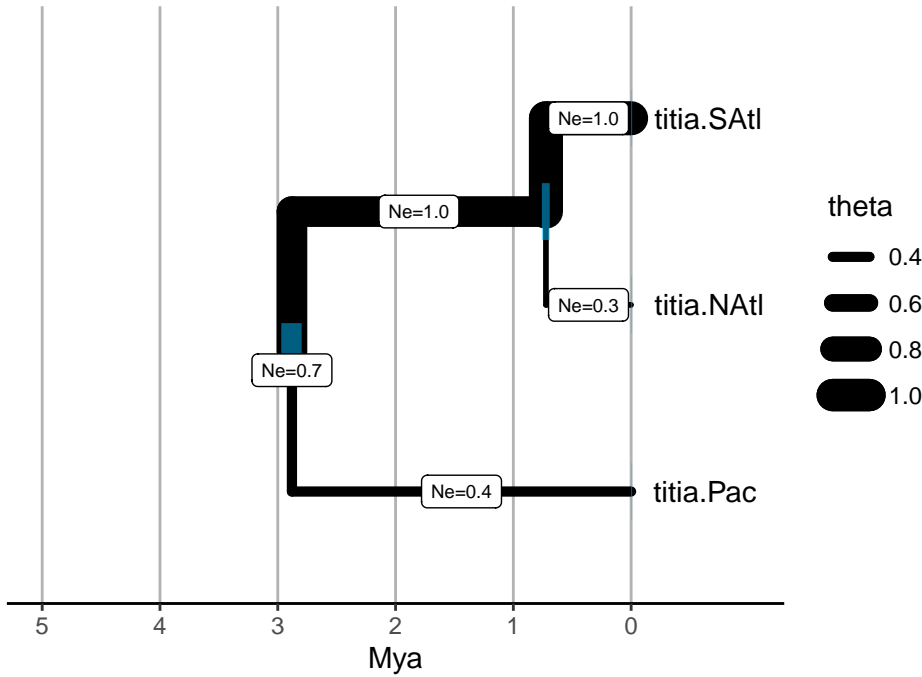 Ne=1.0
titia.SAtl
Ne=1.0
Ne=0.3
titia.NAtl
Ne=0.7
Ne=0.4
titia.Pac
theta
0.4
0.6
0.8
1.0
5 4 3 2 1 0
Mya